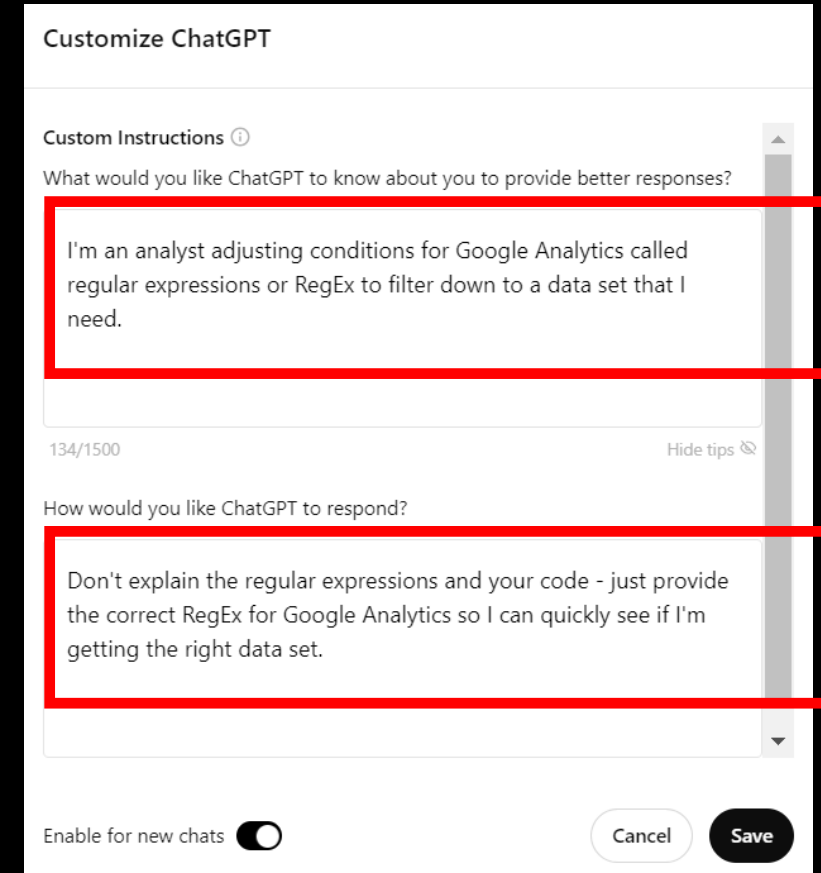 Customize ChatGPT
Custom Instructions
What would you like ChatGPT to know about you to provide better responses?
I'm an analyst adjusting conditions for Google Analytics called
regular expressions or RegEx to filter down to a data set that I
need.
134/1500
Hide tips
How would you like ChatGPT to respond?
Don't explain the regular expressions and your code - just provide
the correct RegEx for Google Analytics so I can quickly see if I'm
getting the right data set.
Enable for new chats
Cancel
Save